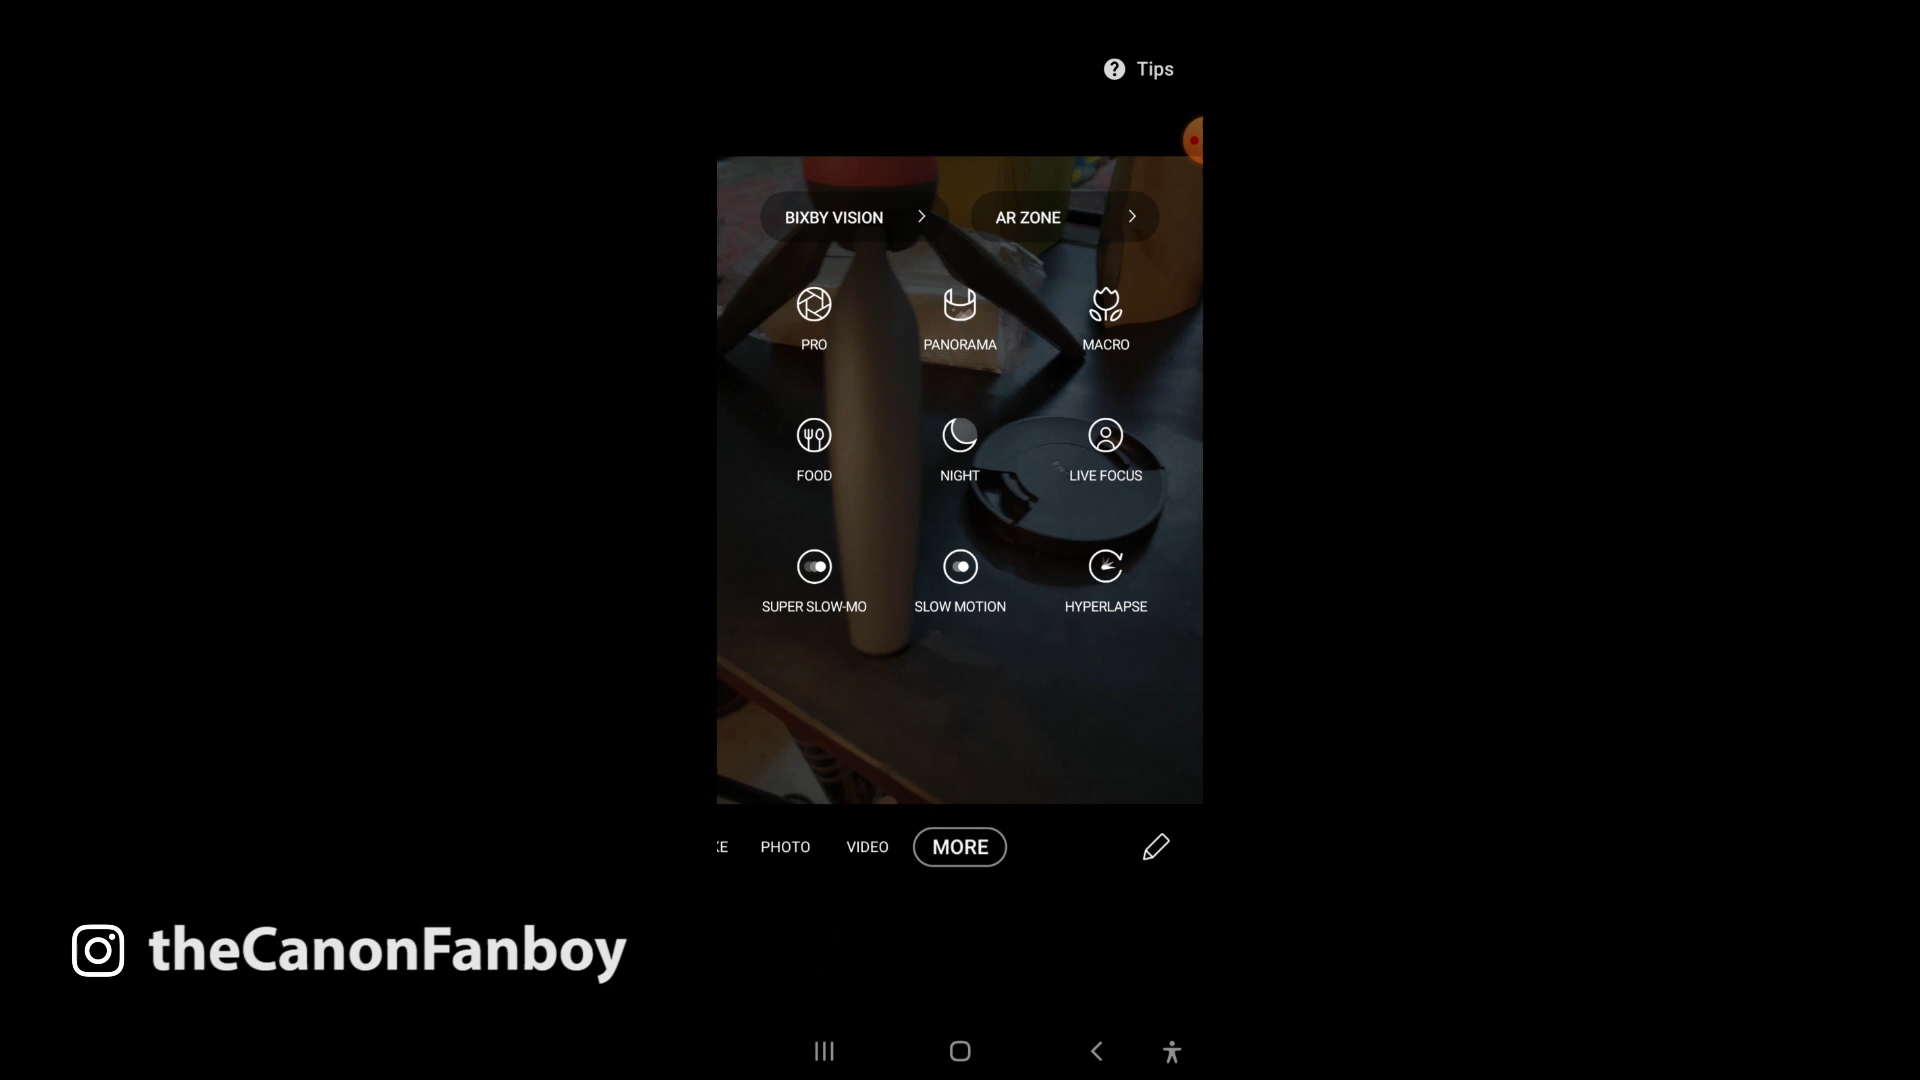 Tips
BIXBY VISION
AR ZONE
PRO
PANORAMA
MACRO
FOOD
NIGHT
LIVE FOCUS
SUPER SLOW-MO
SLOW MOTION
HYPERLAPSE
KE
PHOTO
VIDEO
MORE
theCanonFanboy